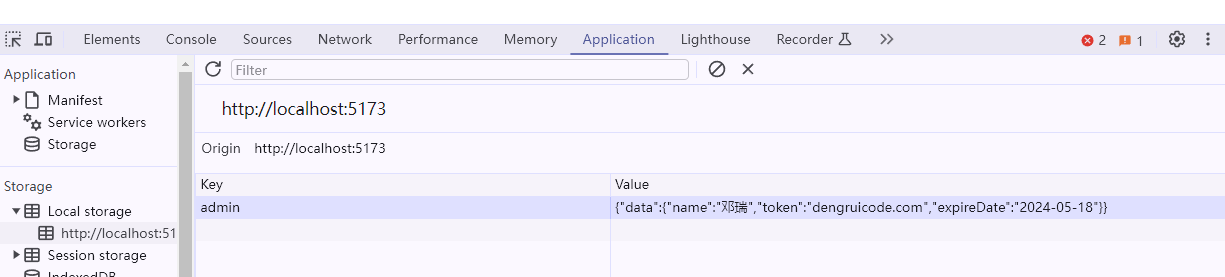 Elements Console Sources Network Performance Memory Application Lighthouse Recorder 2 1
Application
Manifest
Service workers
Storage
Storage
Local storage
http://localhost:51
Session storage
IndexedDB
Filter
http://localhost:5173
Origin http://localhost:5173
Key Value
admin {"data":{"name":"邓瑞","token":"dengruicode.com","expireDate":"2024-05-18"}}